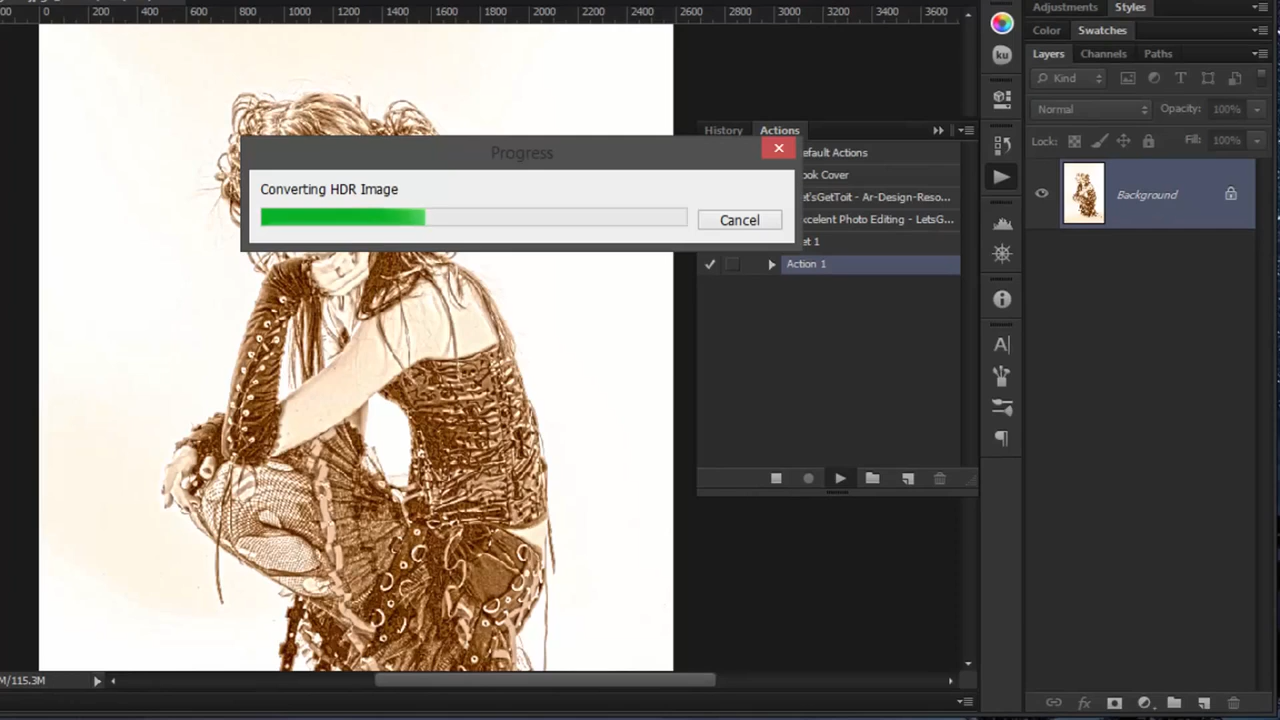 0 200 400 600 800 1000 1200 1400 1600 1800 2000 2200 2400 2600 2800 3000 3200 3400 3600
Adjustments Styles
Color Swatches
Layers Channels Paths
Kind
Normal Opacity: 100%
Lock: Fill: 100%
Background
ku
Progress
Converting HDR Image
Cancel
History Actions
efault Actions
ook Cover
et'sGetToit - Ar-Design-Reso...
xcelent Photo Editing - LetsG...
et 1
Action 1
M/115.3M